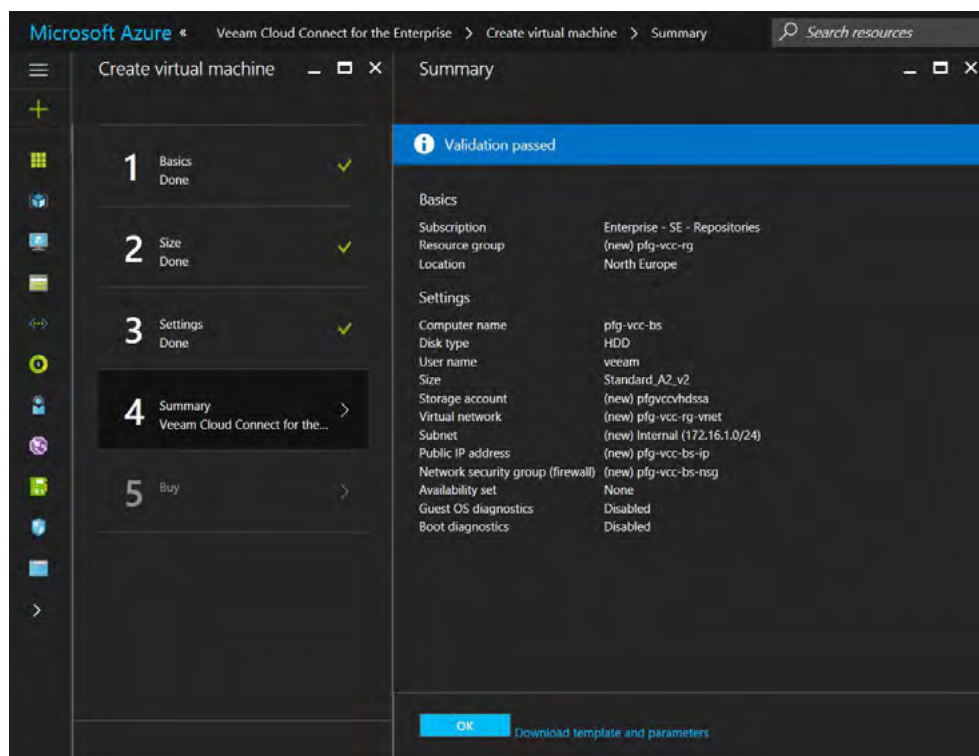 Microsoft Azure « Veeam Cloud Connect for the Enterprise > Create virtual machine > Summary Search resources
Create virtual machine
1 Basics
Done
2 Size
Done
3 Settings
Done
4 Summary
Veeam Cloud Connect for the...
5 Buy
Summary
Validation passed
Basics
Subscription Enterprise - SE - Repositories
Resource group (new) pfg-vcc-rg
Location North Europe
Settings
Computer name pfg-vcc-bs
Disk type HDD
User name veeam
Size Standard_A2_v2
Storage account (new) pfgvccvhdssa
Virtual network (new) pfg-vcc-rg-vnet
Subnet (new) Internal (172.16.1.0/24)
Public IP address (new) pfg-vcc-bs-ip
Network security group (firewall) (new) pfg-vcc-bs-nsg
Availability set None
Guest OS diagnostics Disabled
Boot diagnostics Disabled
OK Download template and parameters